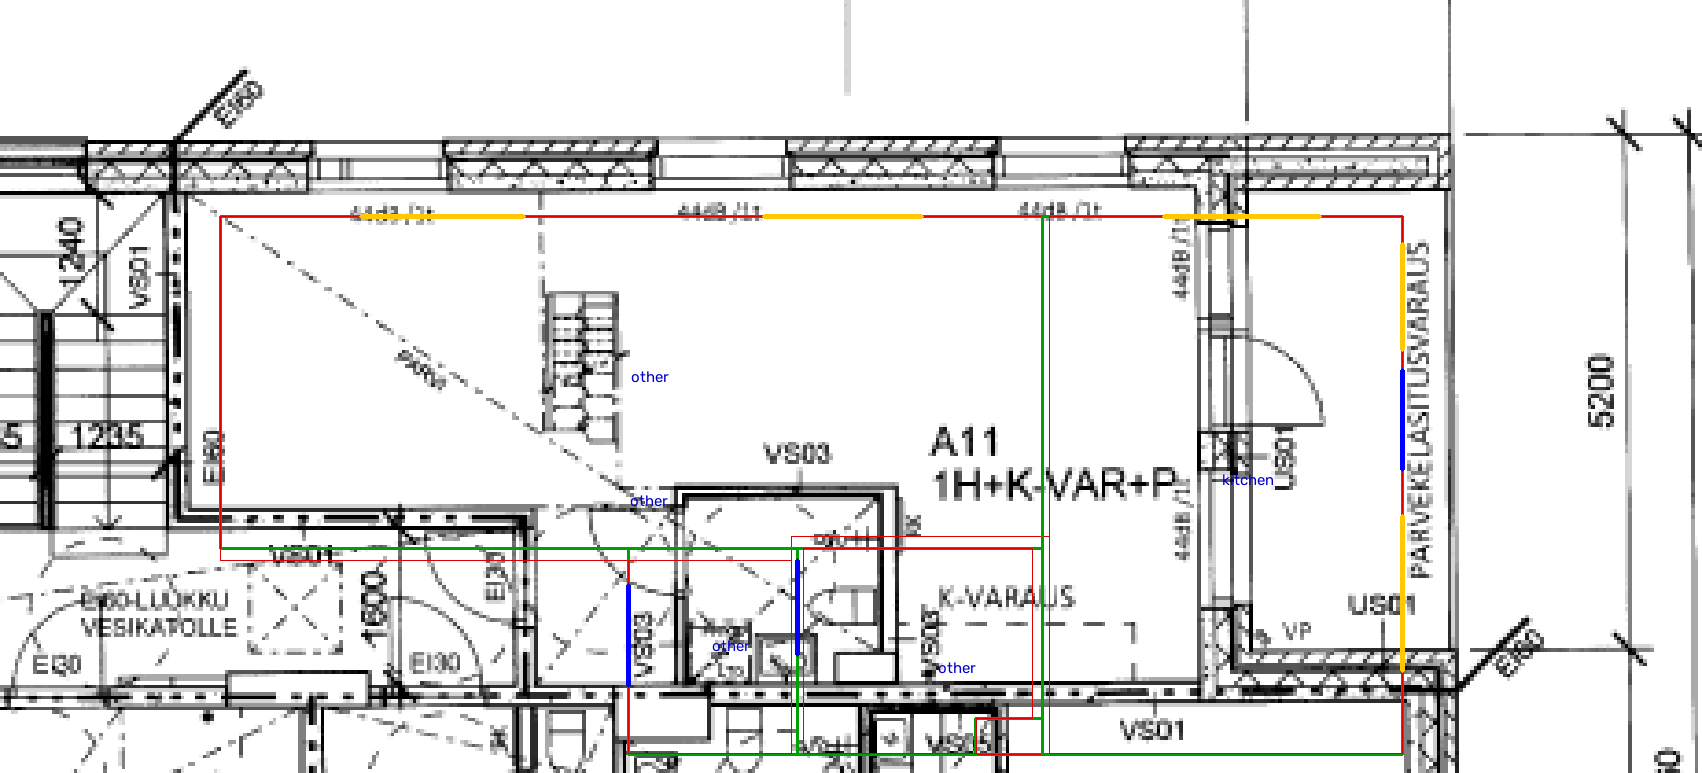 EI60
1240
VS01
44dB /1t
44dB /1t
44dB /1t
44dB /1t
PARVEKELASITUSVARAUS
5200
other
1235
EI60
VS03
A11
1H+K-VAR+P
US01
kitchen
other
44dB /1t
VS01
EI30
1600
EI60-LUUKKU
VESIKATOLLE
K-VARAUS
US01
VP
EI60
EI30
EI30
VS03
other
VS03
other
VS01
VS05